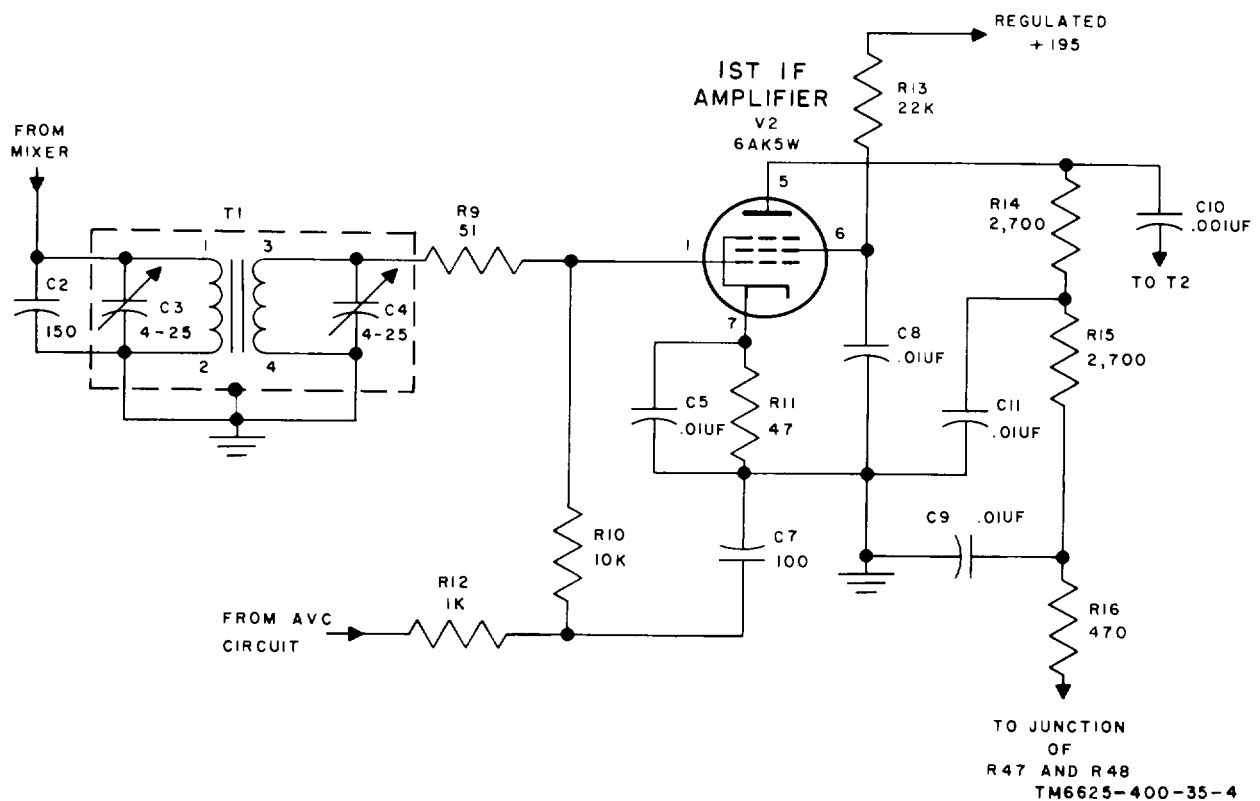 REGULATED
+195
1ST IF
AMPLIFIER
V2
6AK5W
R13
22K
FROM
MIXER
T1
R9
51
R14
2,700
C10
.001UF
TO T2
1
3
1
5
6
7
C2
150
C3
4-25
C4
4-25
2
4
C8
.01UF
R15
2,700
C5
.01UF
R11
47
C11
.01UF
C9
.01UF
R10
10K
C7
100
R12
1K
FROM AVC
CIRCUIT
R16
470
TO JUNCTION
OF
R47 AND R48
TM6625-400-35-4